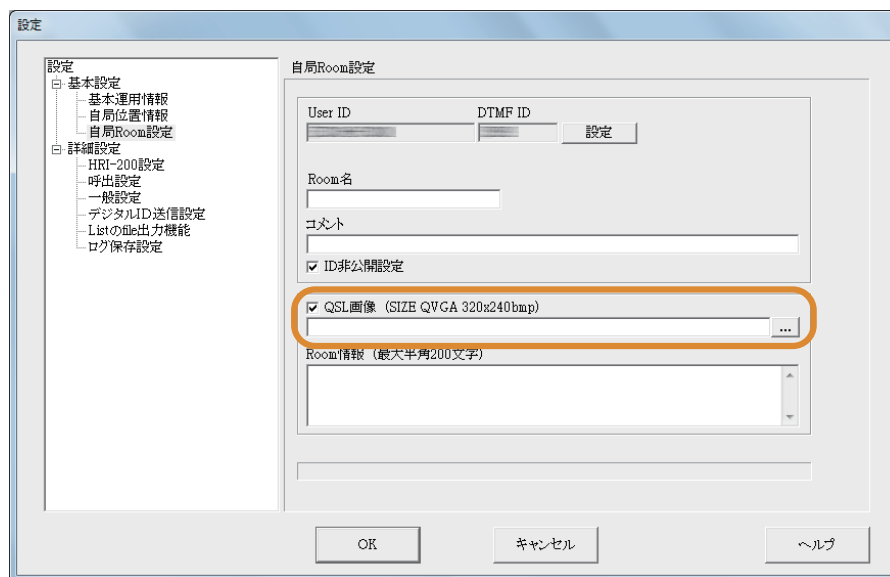 設定
設定
基本設定
基本運用情報
自局位置情報
自局Room設定
詳細設定
HRI-200設定
呼出設定
一般設定
デジタルID送信設定
Listのfile出力機能
ログ保存設定
自局Room設定
User ID DTMF ID
設定
Room名
コメント
ID非公開設定
QSL画像 (SIZE QVGA 320x240bmp)
...
Room情報 (最大半角200文字)
OK キャンセル ヘルプ